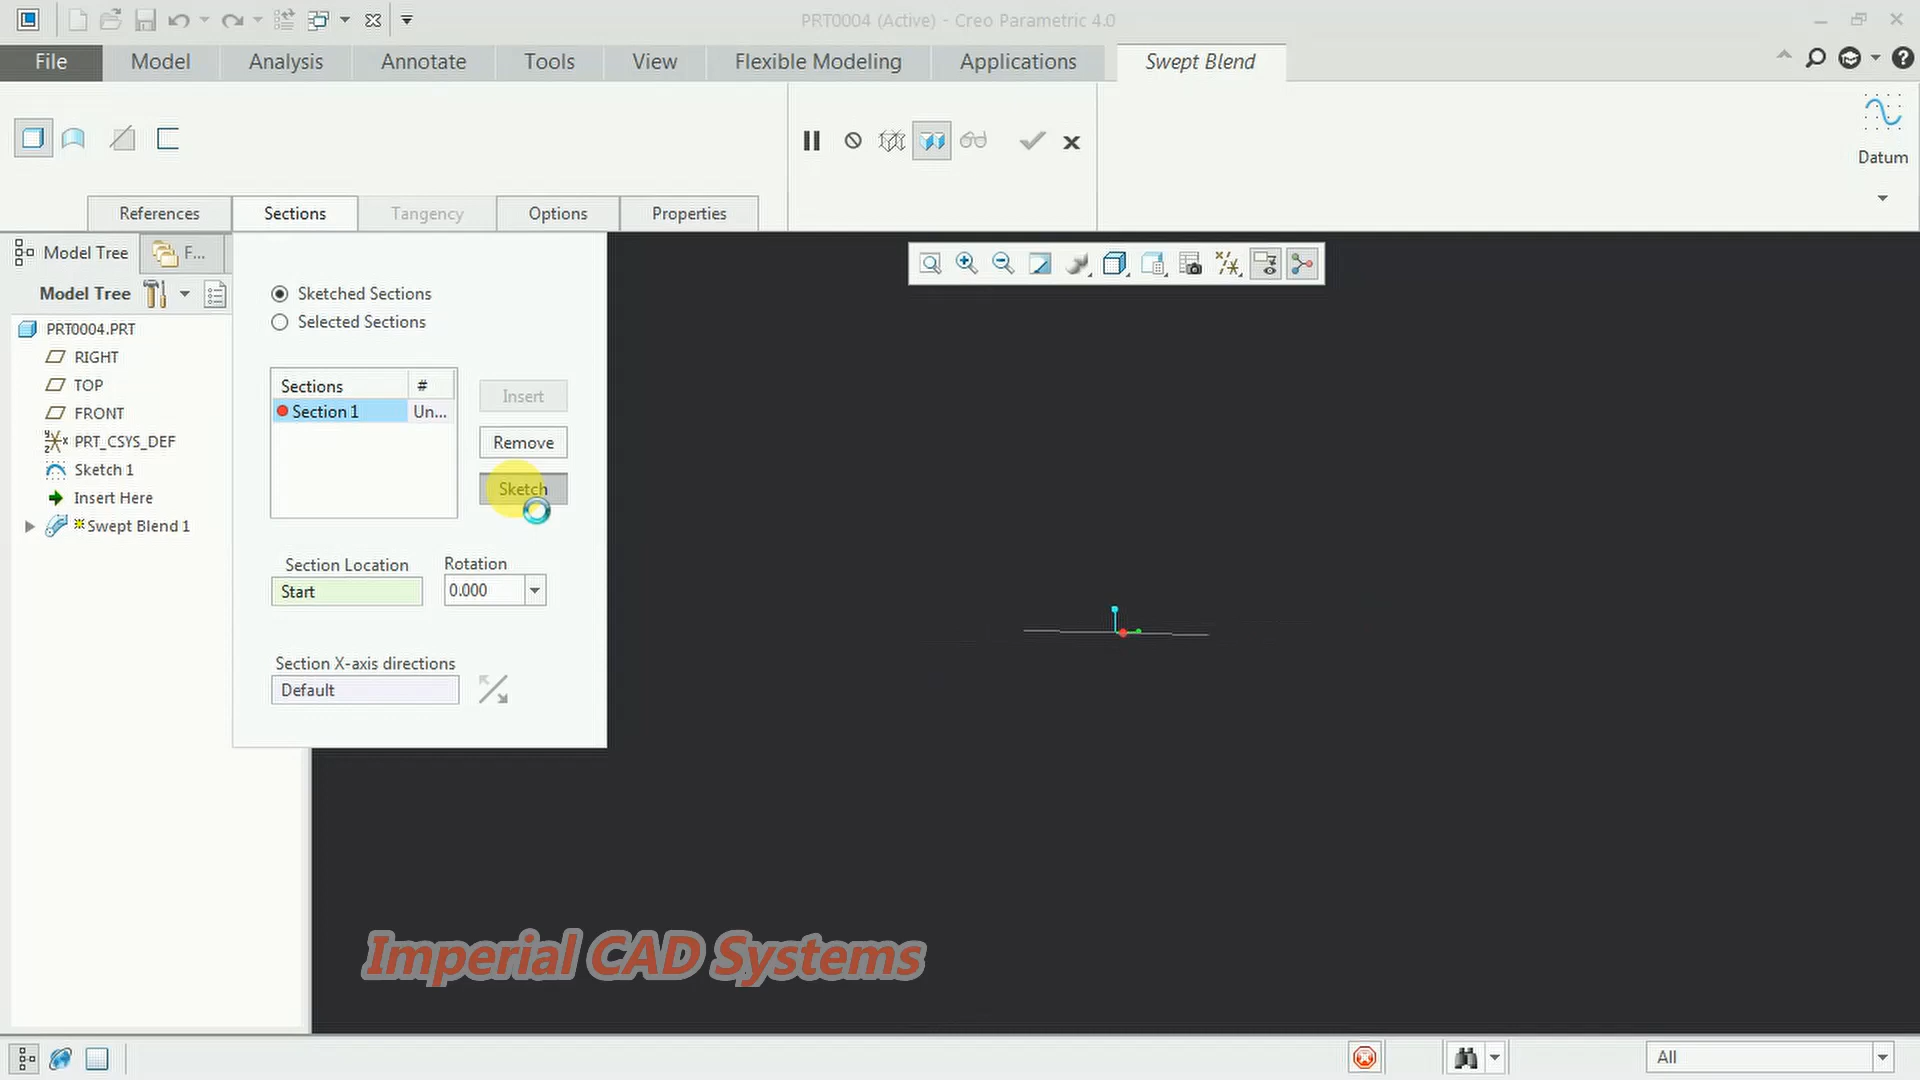 PRT0004 (Active) - Creo Parametric 4.0
File Model Analysis Annotate Tools View Flexible Modeling Applications Swept Blend
Datum
References Sections Tangency Options Properties
Model Tree F...
Model Tree
PRT0004.PRT
RIGHT
TOP
FRONT
PRT_CSYS_DEF
Sketch 1
Insert Here
Swept Blend 1
Sketched Sections
Selected Sections
Sections #
Section 1 Un...
Insert
Remove
Sketch
Section Location Rotation
Start 0.000
Section X-axis directions
Default
Imperial CAD Systems
All